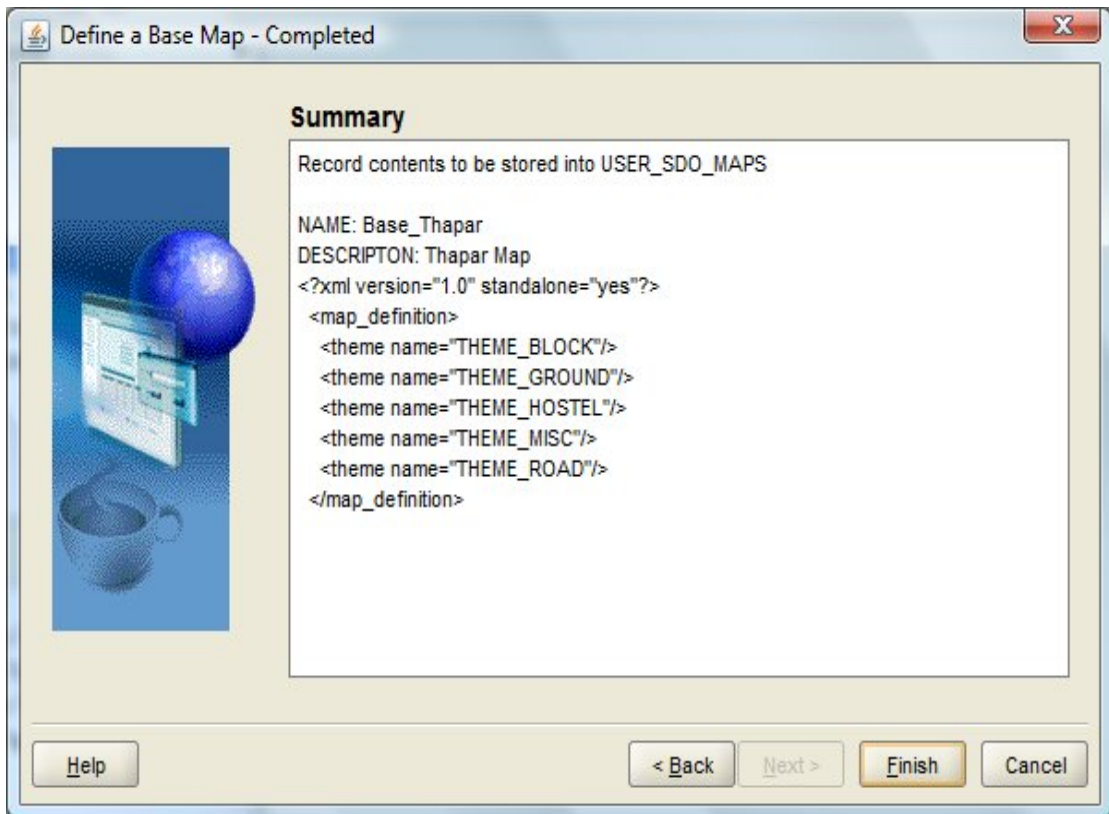 Define a Base Map - Completed
Summary
Record contents to be stored into USER_SDO_MAPS
NAME: Base_Thapar
DESCRIPTON: Thapar Map
<?xml version="1.0" standalone="yes"?>
<map_definition>
<theme name="THEME_BLOCK"/>
<theme name="THEME_GROUND"/>
<theme name="THEME_HOSTEL"/>
<theme name="THEME_MISC"/>
<theme name="THEME_ROAD"/>
</map_definition>
Help < Back Next > Finish Cancel